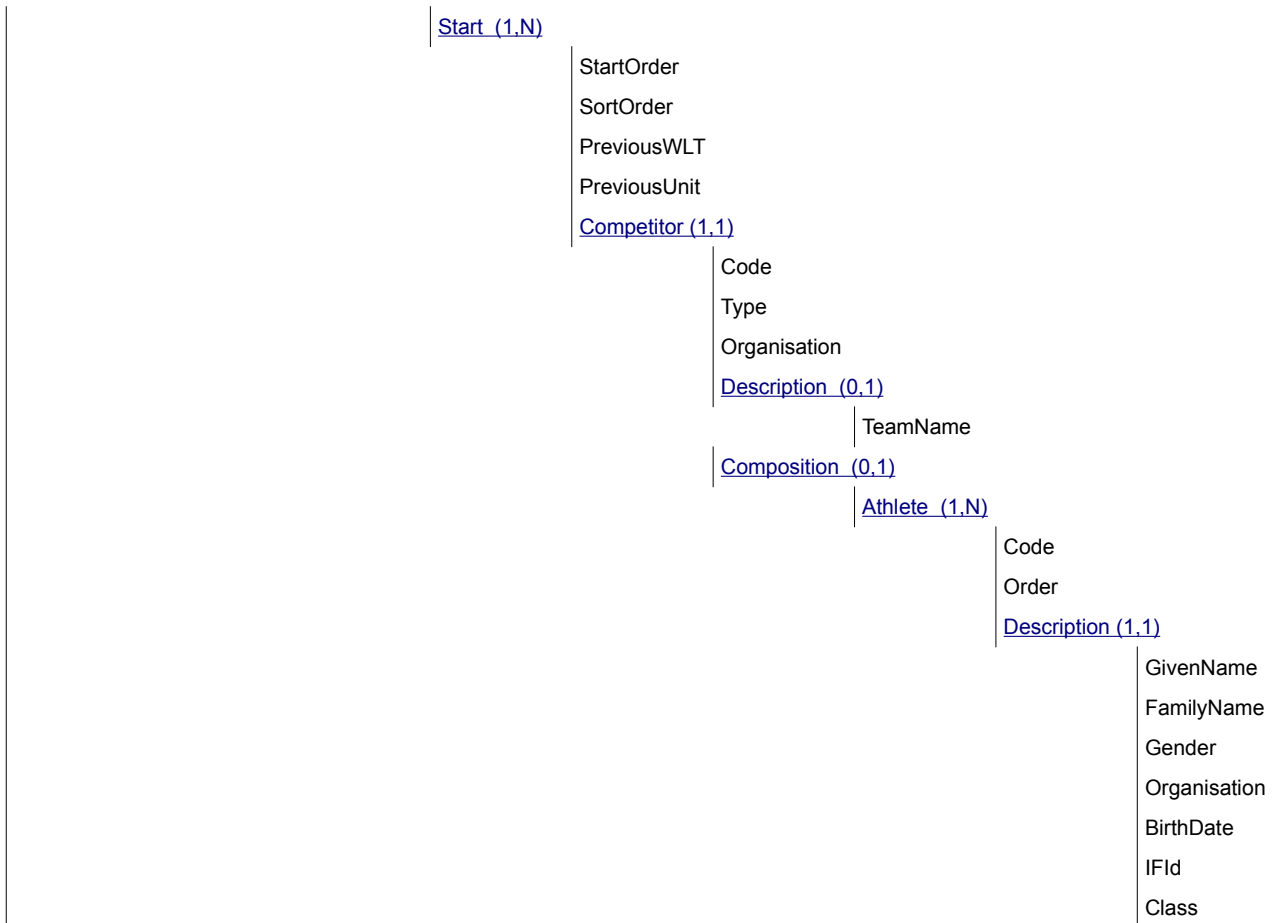 Start (1,N)
StartOrder
SortOrder
PreviousWLT
PreviousUnit
Competitor (1,1)
Code
Type
Organisation
Description (0,1)
TeamName
Composition (0,1)
Athlete (1,N)
Code
Order
Description (1,1)
GivenName
FamilyName
Gender
Organisation
BirthDate
IFId
Class